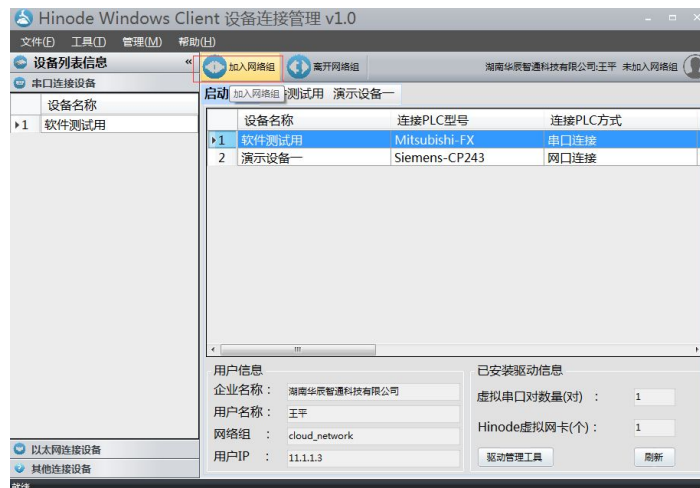 Hinode Windows Client 设备连接管理 v1.0
文件(F) 工具(T) 管理(M) 帮助(H)
设备列表信息 «
加入网络组 离开网络组 湖南华辰智通科技有限公司:王平 未加入网络组
串口连接设备
启动 加入网络组 测试用 演示设备一
设备名称
1 软件测试用
设备名称 连接PLC型号 连接PLC方式
1 软件测试用 Mitsubishi-FX 串口连接
2 演示设备一 Siemens-CP243 网口连接
用户信息
企业名称： 湖南华辰智通科技有限公司
用户名称： 王平
网络组 ： cloud_network
用户IP ： 11.1.1.3
已安装驱动信息
虚拟串口对数量(对) ： 1
Hinode虚拟网卡(个)： 1
驱动管理工具 刷新
以太网连接设备
其他连接设备
就绪